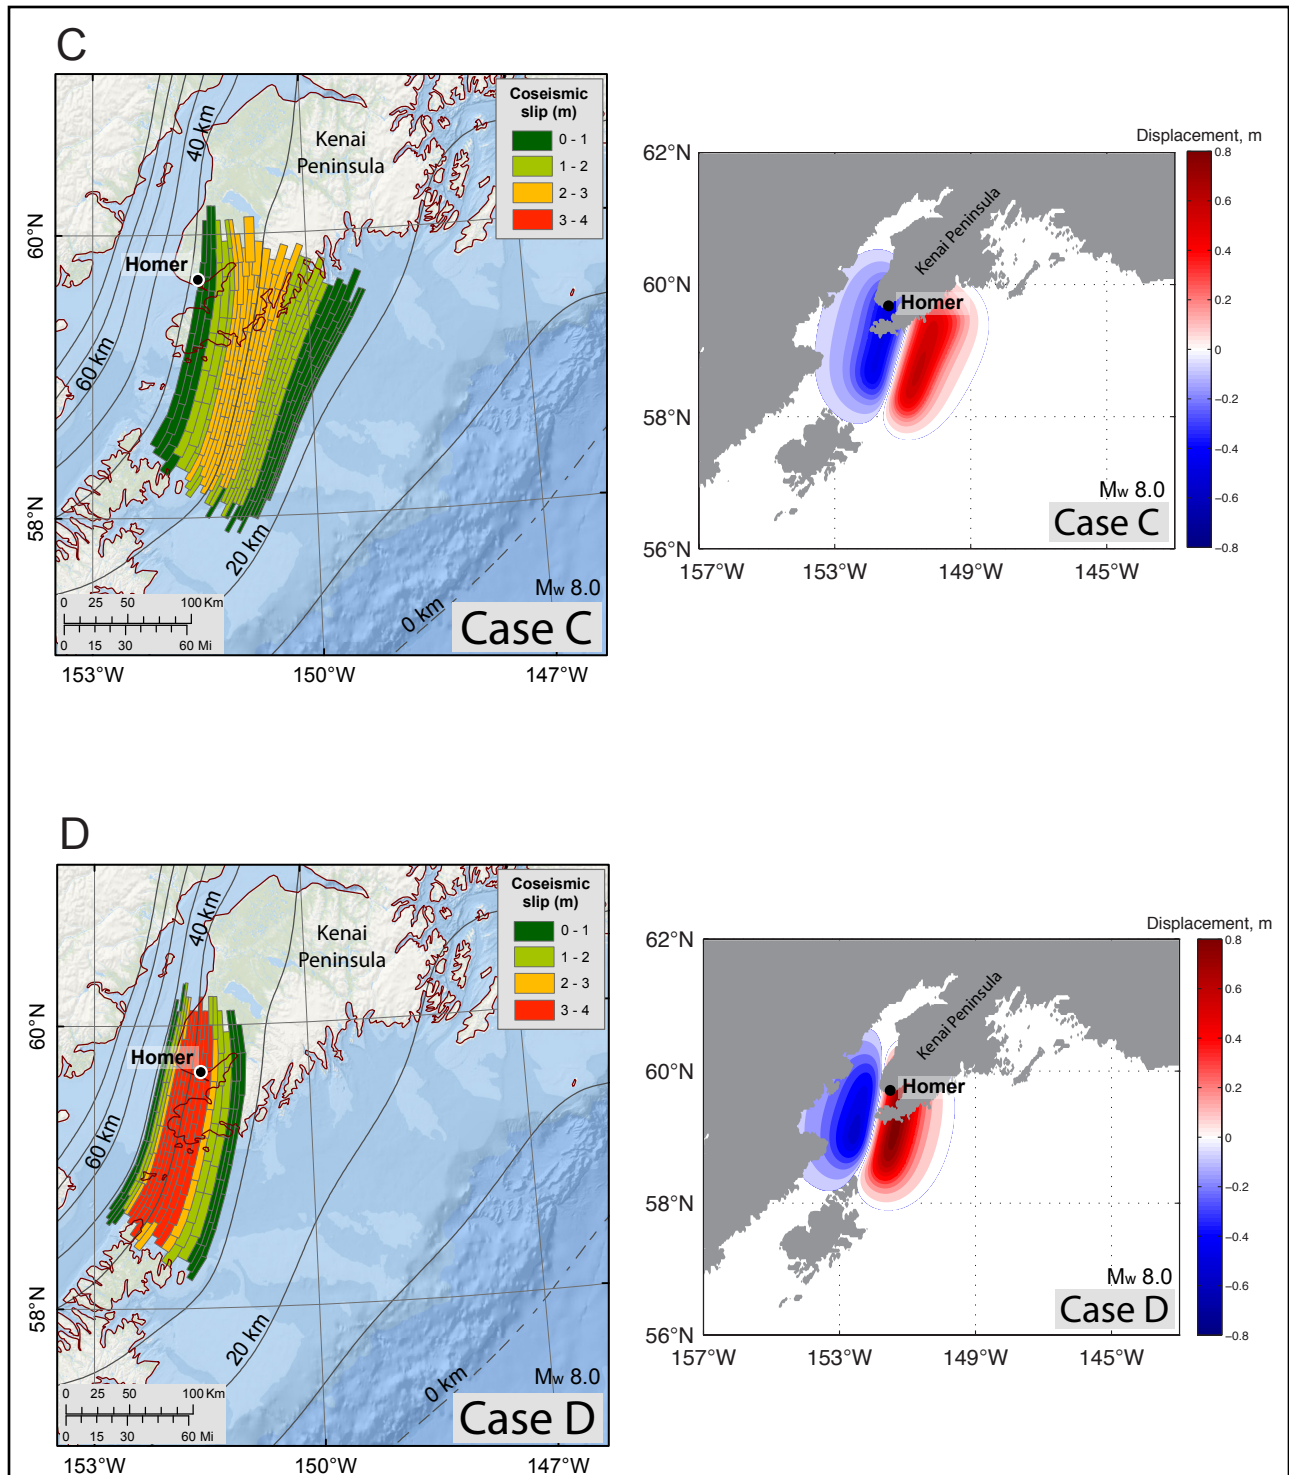 C
Coseismic
slip (m)
0 - 1
1 - 2
2 - 3
3 - 4
Kenai
Peninsula
40 km
Homer
60 km
20 km
0 km
Mw 8.0
Case C
0 25 50 100 Km
0 15 30 60 Mi
60°N
58°N
153°W 150°W 147°W
Displacement, m
62°N
60°N
58°N
56°N
Kenai Peninsula
Homer
Mw 8.0
Case C
157°W 153°W 149°W 145°W
0.8
0.6
0.4
0.2
0
−0.2
−0.4
−0.6
−0.8
D
Coseismic
slip (m)
0 - 1
1 - 2
2 - 3
3 - 4
Kenai
Peninsula
40 km
Homer
60 km
20 km
0 km
Mw 8.0
Case D
0 25 50 100 Km
0 15 30 60 Mi
60°N
58°N
153°W 150°W 147°W
Displacement, m
62°N
60°N
58°N
56°N
Kenai Peninsula
Homer
Mw 8.0
Case D
157°W 153°W 149°W 145°W
0.8
0.6
0.4
0.2
0
−0.2
−0.4
−0.6
−0.8